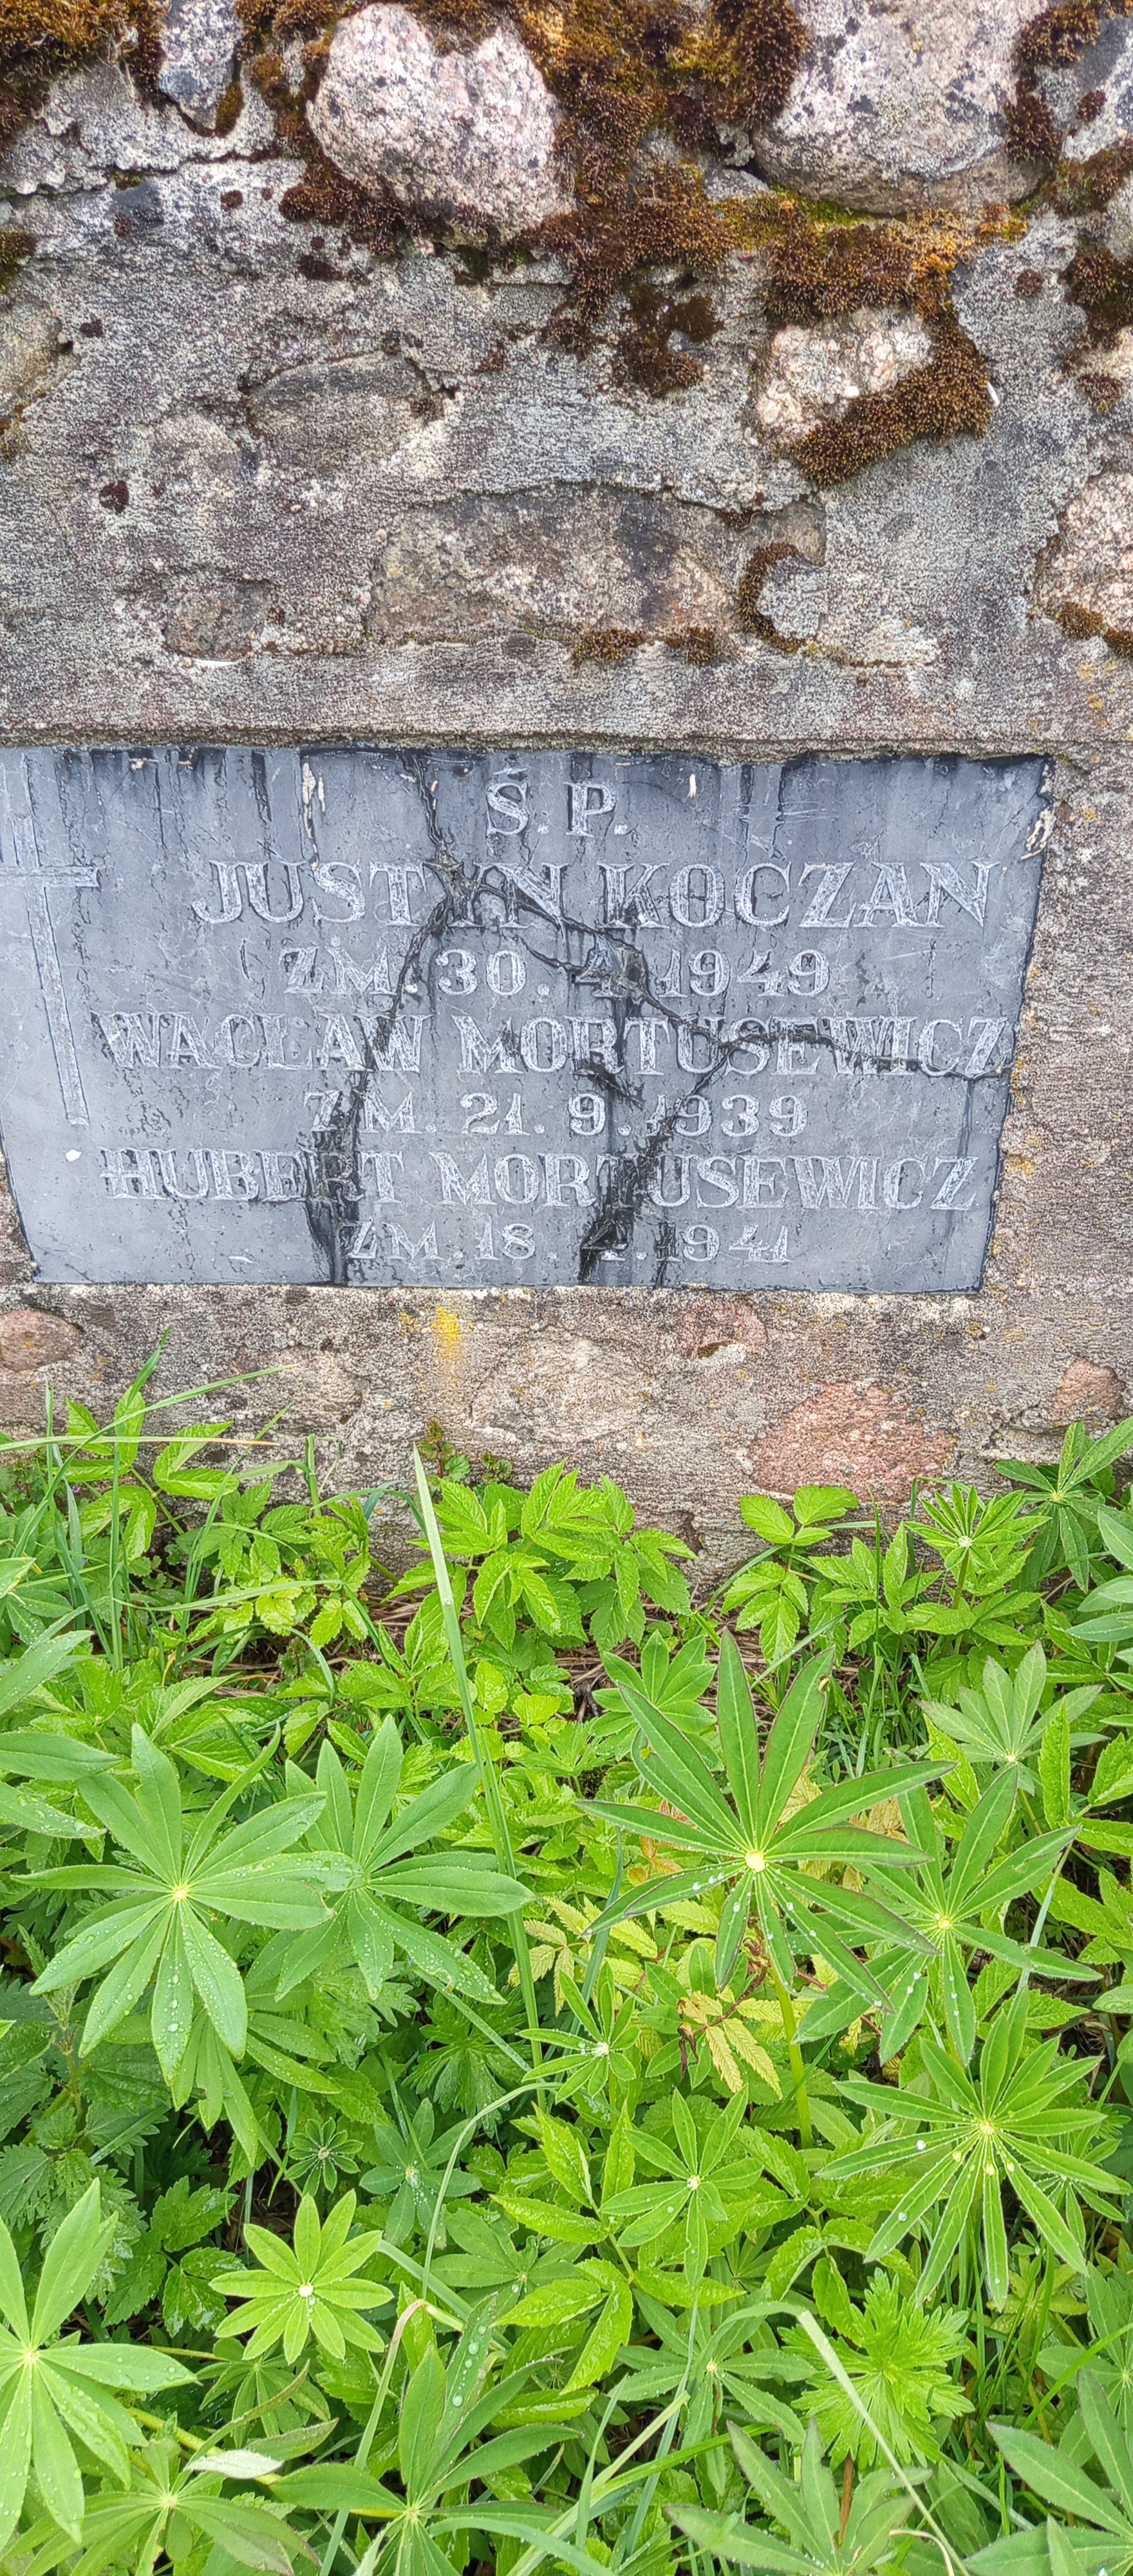 Ś. P.
JUSTYN KOCZAN
ZM. 30. 4. 1949
WACŁAW MORTUSEWICZ
ZM. 21. 9. 1939
HUBERT MORTUSEWICZ
ZM. 18. 1941